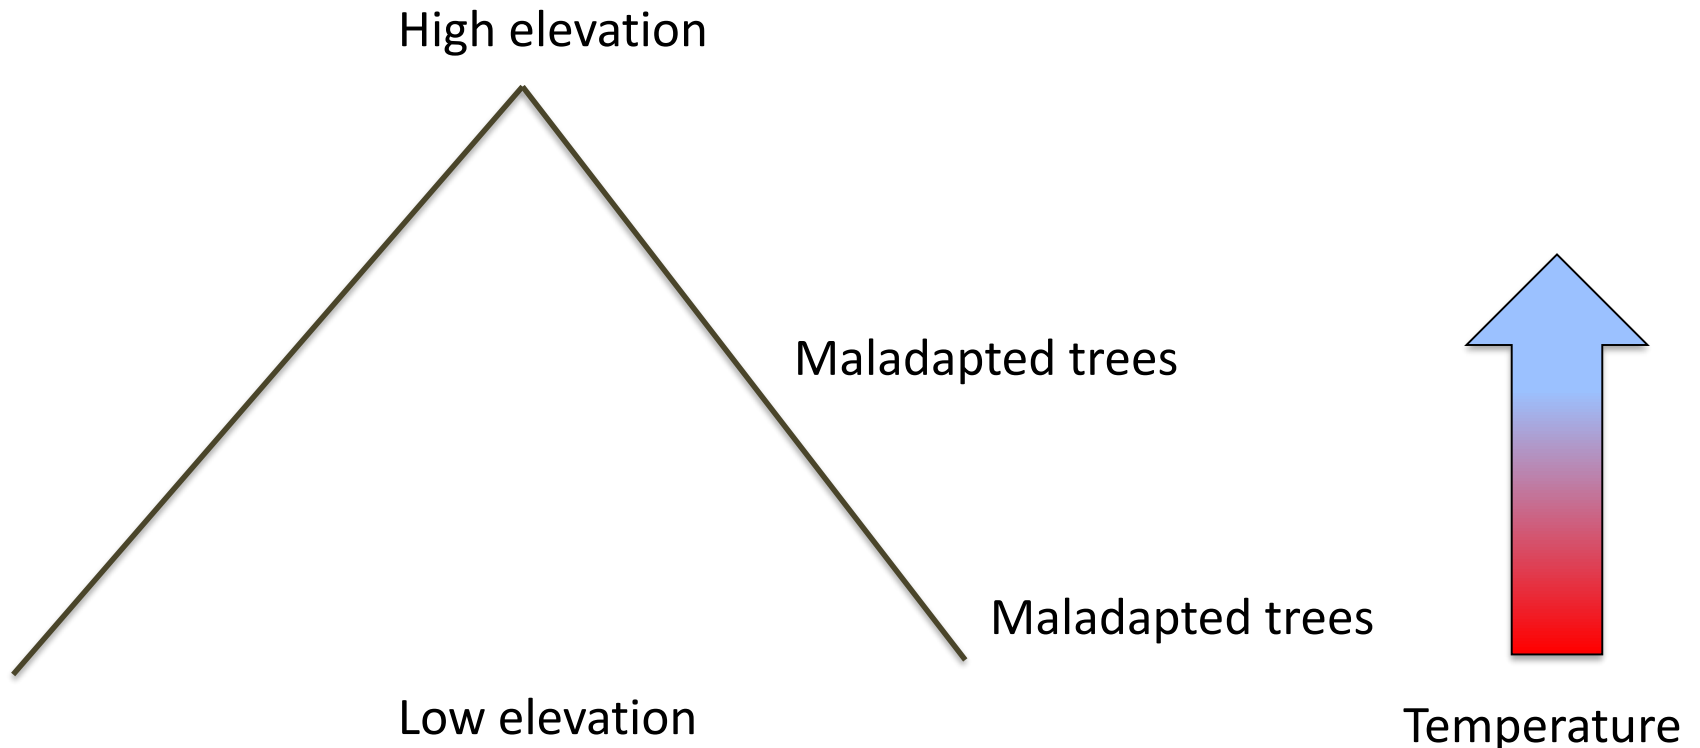 High elevation
Maladapted trees
Maladapted trees
Low elevation
Temperature